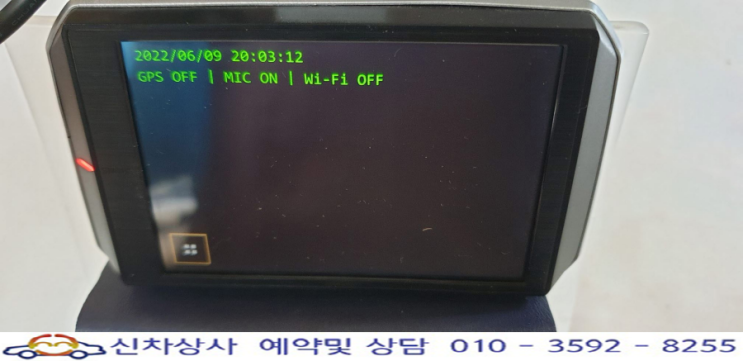 2022/06/09 20:03:12
GPS OFF | MIC ON | Wi-Fi OFF
신차상사 예약및 상담 010 - 3592 - 8255